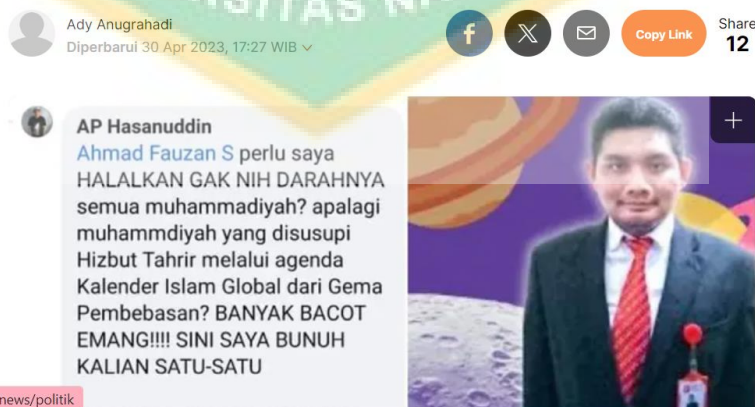 Ady Anugrahadi
Diperbarui 30 Apr 2023, 17:27 WIB
Copy Link
Share
12
AP Hasanuddin
Ahmad Fauzan S perlu saya
HALALKAN GAK NIH DARAHNYA
semua muhammadiyah? apalagi
muhammdiyah yang disusupi
Hizbut Tahrir melalui agenda
Kalender Islam Global dari Gema
Pembebasan? BANYAK BACOT
EMANG!!!! SINI SAYA BUNUH
KALIAN SATU-SATU
news/politik